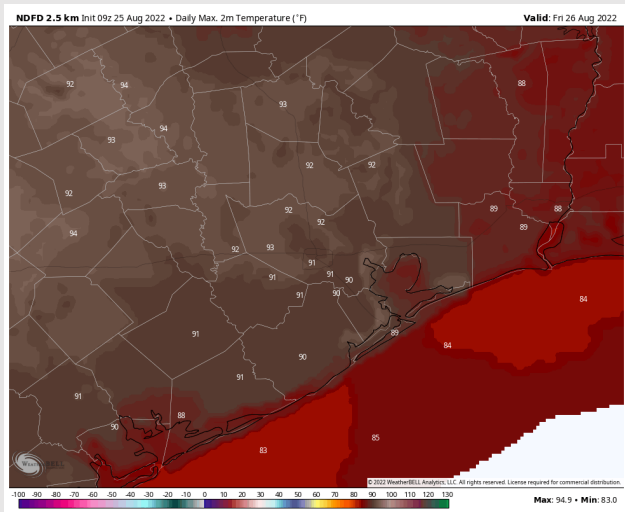 NDFD 2.5 km Init 09z 25 Aug 2022 • Daily Max. 2m Temperature (°F) Valid: Fri 26 Aug 2022
92 94 88
93
93 94
92 92
93
92 92 89 88
94 92 89
92 93
91
91 91 90
91 90 84
91 89
90 84
91
91
88
90
83 85
WeatherBELL
© 2022 WeatherBELL Analytics, LLC. All rights reserved. License required for commercial distribution.
-100 -90 -80 -70 -60 -50 -40 -30 -20 -10 0 10 20 30 40 50 60 70 80 90 100 110 120 130
Max: 94.9 • Min: 83.0